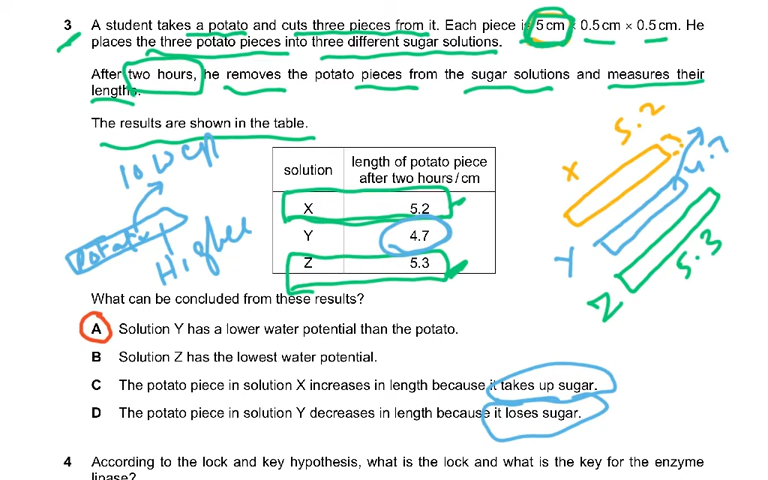 3 A student takes a potato and cuts three pieces from it. Each piece is 5cm × 0.5cm × 0.5cm. He
places the three potato pieces into three different sugar solutions.
After two hours, he removes the potato pieces from the sugar solutions and measures their
lengths.
The results are shown in the table.
lower
Potato
Higher
solution length of potato piece after two hours/cm
X 5.2
Y 4.7
Z 5.3
5.2
X
4.7
Y
5.3
Z
What can be concluded from these results?
A Solution Y has a lower water potential than the potato.
B Solution Z has the lowest water potential.
C The potato piece in solution X increases in length because it takes up sugar.
D The potato piece in solution Y decreases in length because it loses sugar.
4 According to the lock and key hypothesis, what is the lock and what is the key for the enzyme
lipase?